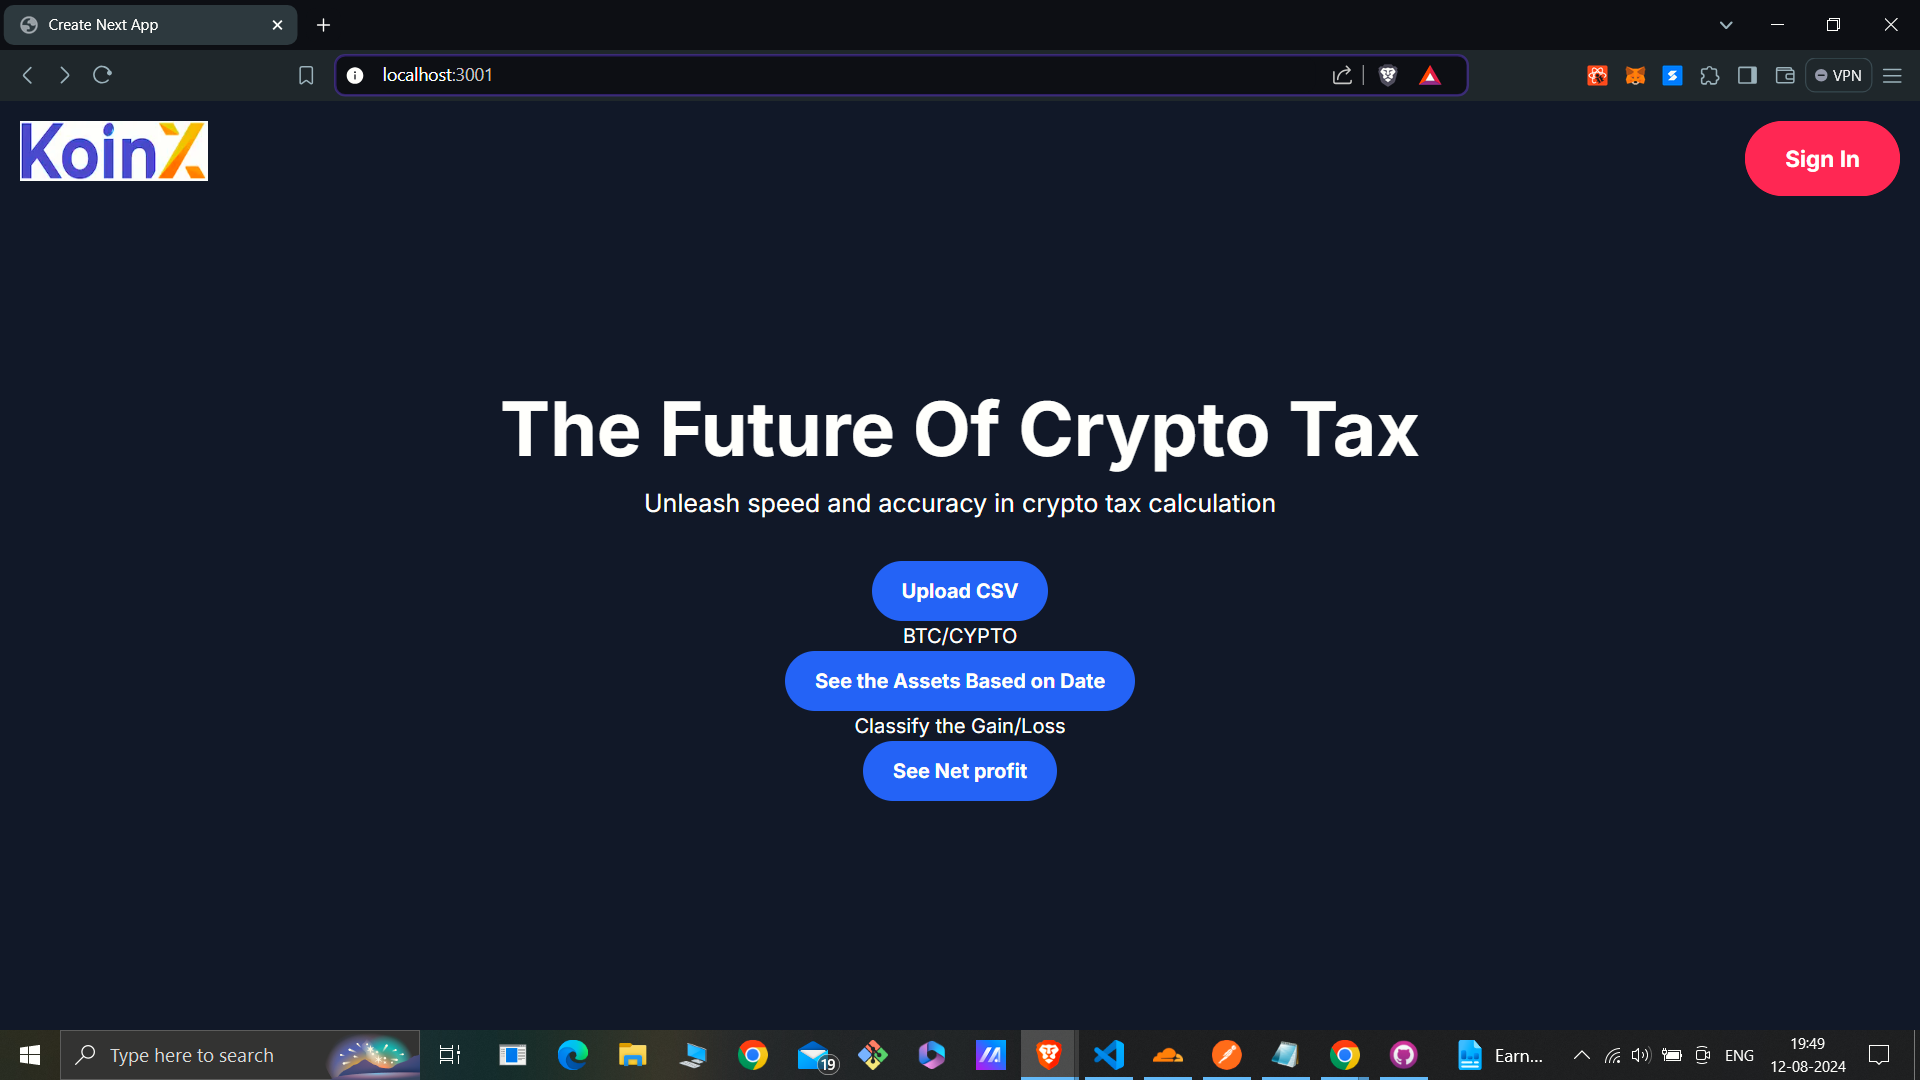 Create Next App
localhost:3001
VPN
KoinX
Sign In
The Future Of Crypto Tax
Unleash speed and accuracy in crypto tax calculation
Upload CSV
BTC/CYPTO
See the Assets Based on Date
Classify the Gain/Loss
See Net profit
Type here to search
19
Earn...
ENG
19:49
12-08-2024